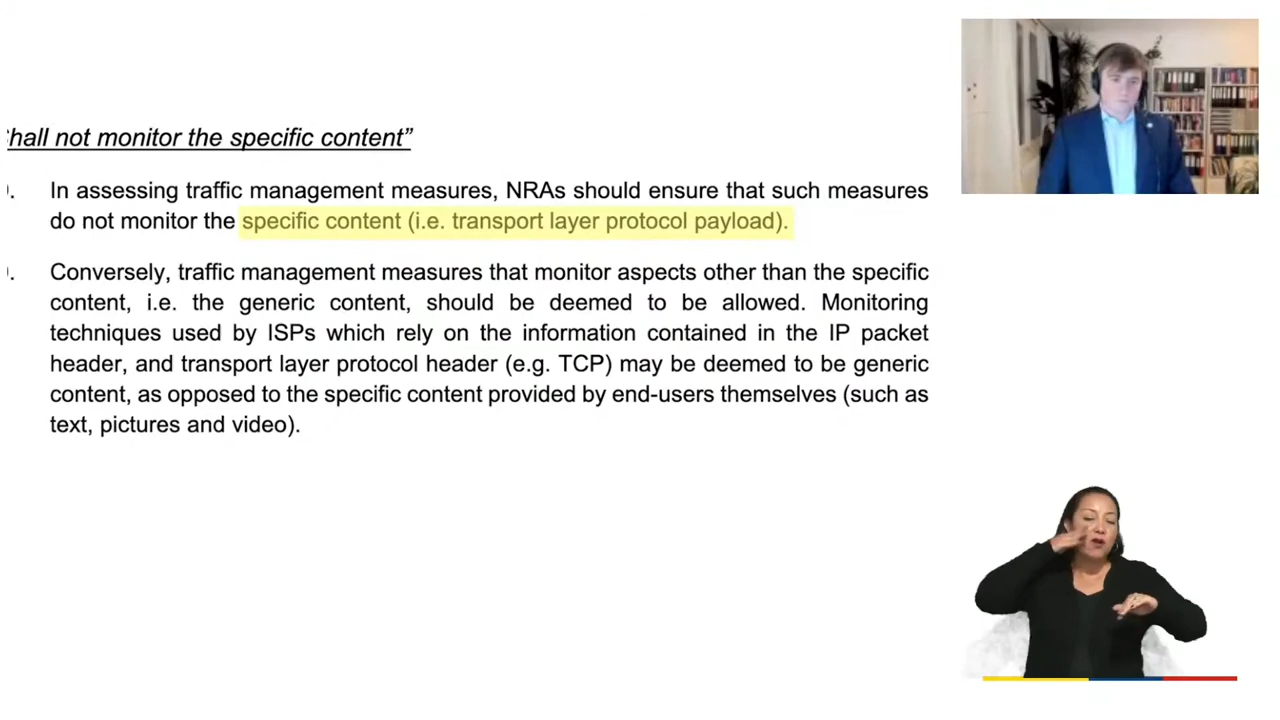 hall not monitor the specific content”
. In assessing traffic management measures, NRAs should ensure that such measures
do not monitor the specific content (i.e. transport layer protocol payload).
. Conversely, traffic management measures that monitor aspects other than the specific
content, i.e. the generic content, should be deemed to be allowed. Monitoring
techniques used by ISPs which rely on the information contained in the IP packet
header, and transport layer protocol header (e.g. TCP) may be deemed to be generic
content, as opposed to the specific content provided by end-users themselves (such as
text, pictures and video).